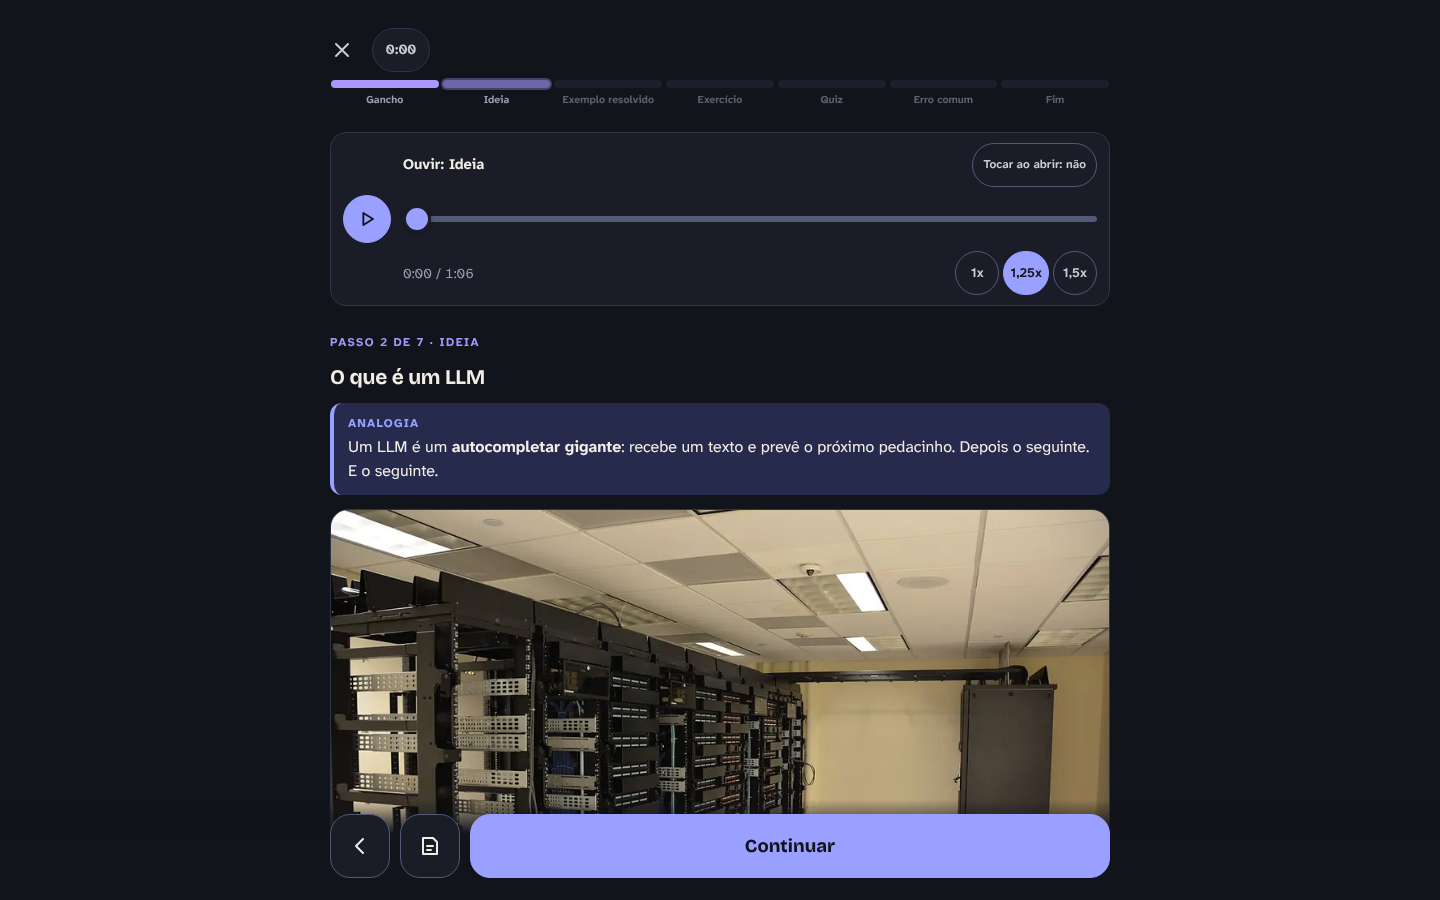 0:00
Gancho
Ideia
Exemplo resolvido
Exercício
Quiz
Erro comum
Fim
Ouvir: Ideia
Tocar ao abrir: não
0:00 / 1:06
1x
1,25x
1,5x
PASSO 2 DE 7 · IDEIA
O que é um LLM
ANALOGIA
Um LLM é um autocompletar gigante: recebe um texto e prevê o próximo pedacinho. Depois o seguinte.
E o seguinte.
Continuar